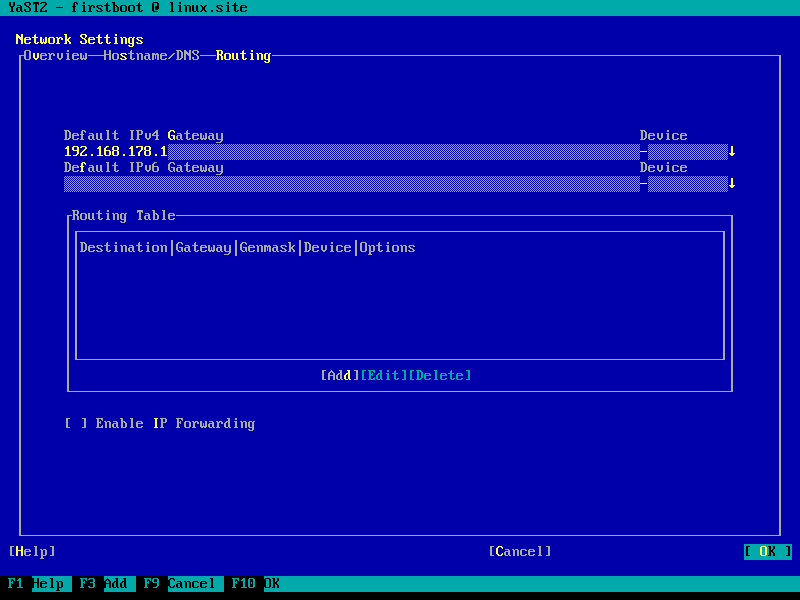 YaST2 - firstboot @ linux.site
Network Settings
Overview—Hostname/DNS—Routing
Default IPv4 Gateway Device
192.168.178.1 - ↓
Default IPv6 Gateway Device
- ↓
Routing Table
Destination|Gateway|Genmask|Device|Options
[Add][Edit][Delete]
[ ] Enable IP Forwarding
[Help] [Cancel] [ OK ]
F1 Help F3 Add F9 Cancel F10 OK